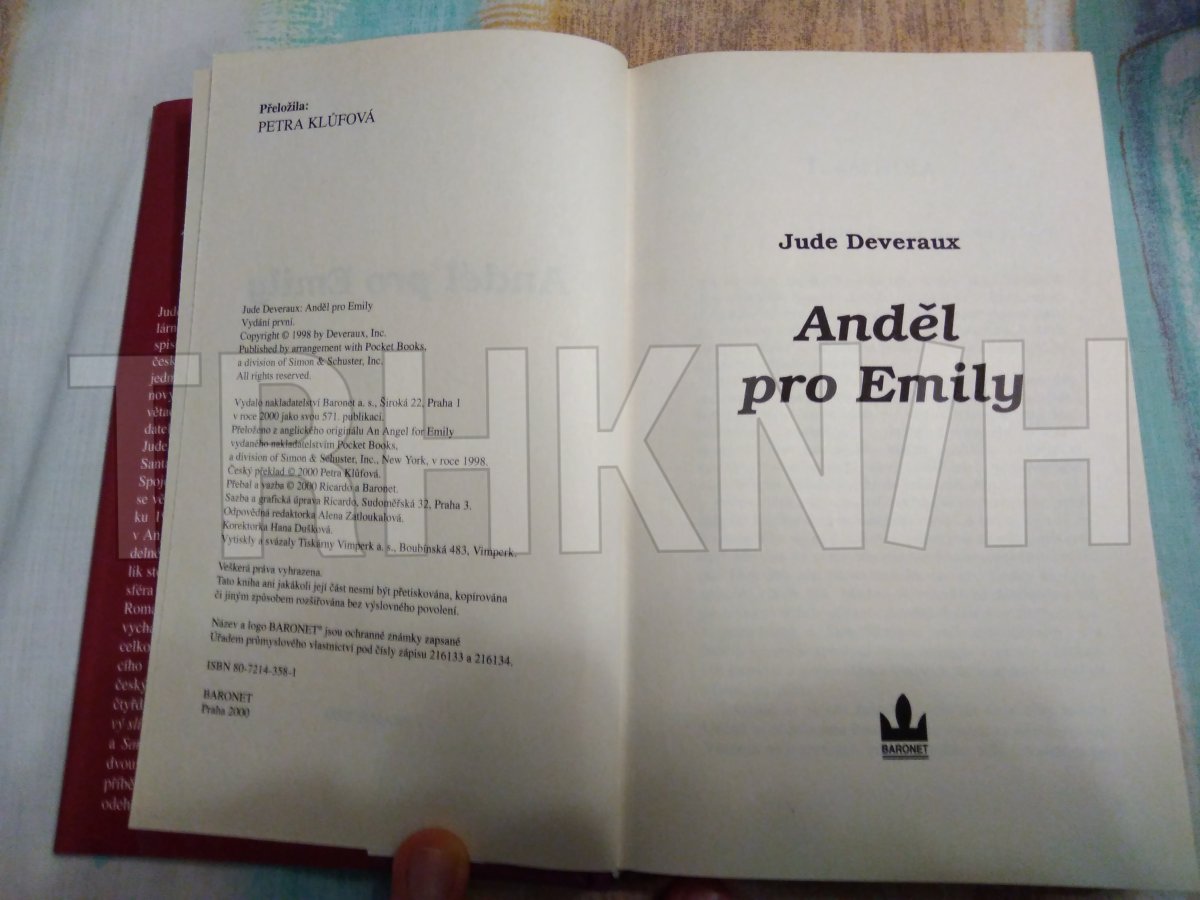 Přeložila:
PETRA KLŮFOVÁ
Jude Deveraux: Anděl pro Emily
Vydání první.
Copyright © 1998 by Deveraux, Inc.
Published by arrangement with Pocket Books,
a division of Simon & Schuster, Inc.
All rights reserved.
Vydalo nakladatelství Baronet a. s., Široká 22, Praha 1
v roce 2000 jako svou 571. publikaci.
Přeloženo z anglického originálu An Angel for Emily
vydaného nakladatelstvím Pocket Books,
a division of Simon & Schuster, Inc., New York, v roce 1998.
Český překlad © 2000 Petra Klůfová.
Přebal a vazba © 2000 Ricardo a Baronet.
Sazba a grafická úprava Ricardo, Sudoměřská 32, Praha 3.
Odpovědná redaktorka Alena Zatloukalová.
Korektorka Hana Dušková.
Vytiskly a svázaly Tiskárny Vimperk a. s., Boubínská 483, Vimperk.
Veškerá práva vyhrazena.
Tato kniha ani jakákoli její část nesmí být přetiskována, kopírována
či jiným způsobem rozšiřována bez výslovného povolení.
Název a logo BARONET® jsou ochranné známky zapsané
Úřadem průmyslového vlastnictví pod čísly zápisu 216133 a 216134.
ISBN 80-7214-358-1
BARONET
Praha 2000
Jude Deveraux
Anděl
pro Emily
BARONET
TRHKNIH